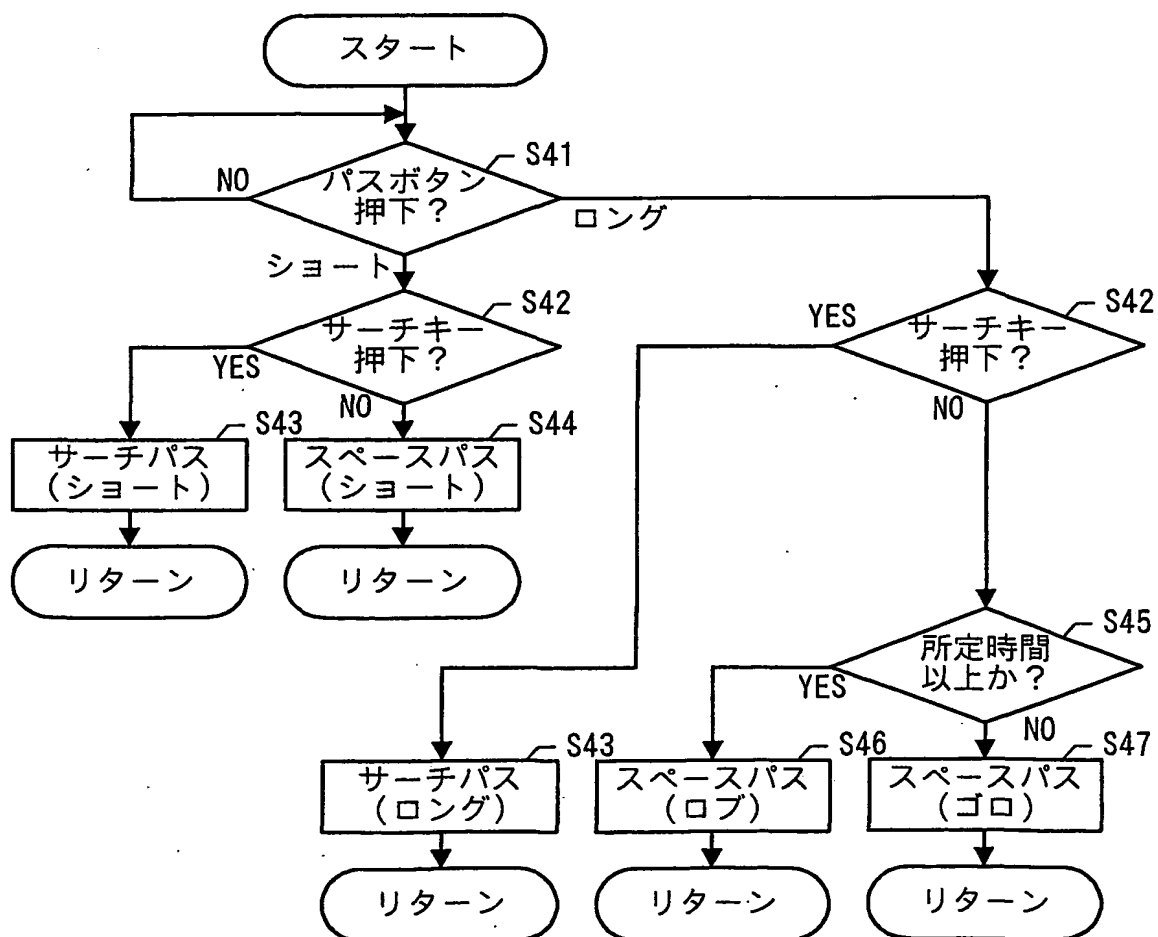 スタート
S41
NO
パスボタン
押下？
ロング
ショート
S42
サーチキー
押下？
YES
NO
S42
YES
サーチキー
押下？
NO
S43
サーチパス
(ショート)
S44
スペースパス
(ショート)
リターン
リターン
S45
所定時間
以上か？
YES
NO
S43
サーチパス
(ロング)
S46
スペースパス
(ロブ)
S47
スペースパス
(ゴロ)
リターン
リターン
リターン